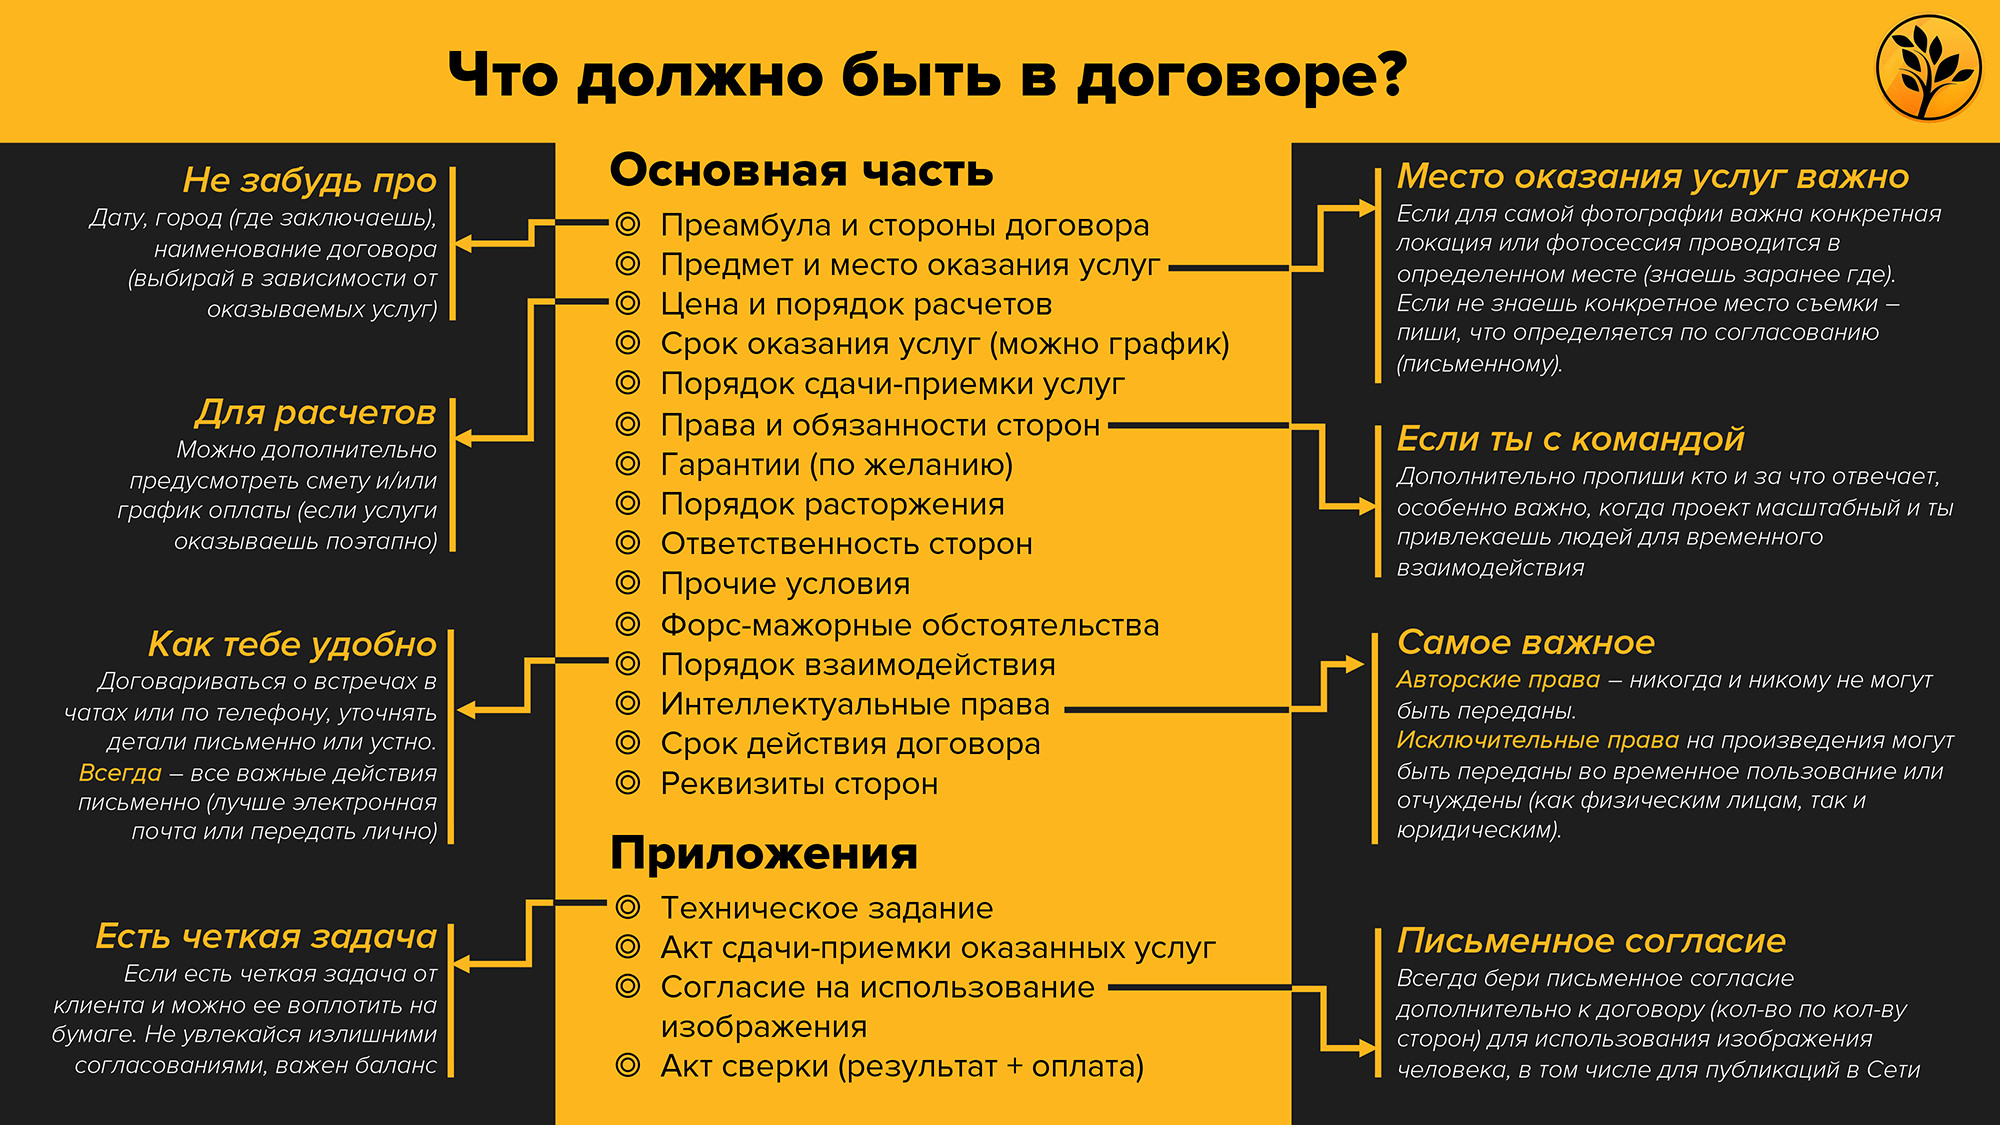 Что должно быть в договоре?
Не забудь про
Дату, город (где заключаешь),
наименование договора
(выбирай в зависимости от
оказываемых услуг)
Для расчетов
Можно дополнительно
предусмотреть смету и/или
график оплаты (если услуги
оказываешь поэтапно)
Как тебе удобно
Договариваться о встречах в
чатах или по телефону, уточнять
детали письменно или устно.
Всегда – все важные действия
письменно (лучше электронная
почта или передать лично)
Есть четкая задача
Если есть четкая задача от
клиента и можно ее воплотить на
бумаге. Не увлекайся излишними
согласованиями, важен баланс
Основная часть
Преамбула и стороны договора
Предмет и место оказания услуг
Цена и порядок расчетов
Срок оказания услуг (можно график)
Порядок сдачи-приемки услуг
Права и обязанности сторон
Гарантии (по желанию)
Порядок расторжения
Ответственность сторон
Прочие условия
Форс-мажорные обстоятельства
Порядок взаимодействия
Интеллектуальные права
Срок действия договора
Реквизиты сторон
Приложения
Техническое задание
Акт сдачи-приемки оказанных услуг
Согласие на использование
изображения
Акт сверки (результат + оплата)
Место оказания услуг важно
Если для самой фотографии важна конкретная
локация или фотосессия проводится в
определенном месте (знаешь заранее где).
Если не знаешь конкретное место съемки –
пиши, что определяется по согласованию
(письменному).
Если ты с командой
Дополнительно пропиши кто и за что отвечает,
особенно важно, когда проект масштабный и ты
привлекаешь людей для временного
взаимодействия
Самое важное
Авторские права – никогда и никому не могут
быть переданы.
Исключительные права на произведения могут
быть переданы во временное пользование или
отчуждены (как физическим лицам, так и
юридическим).
Письменное согласие
Всегда бери письменное согласие
дополнительно к договору (кол-во по кол-ву
сторон) для использования изображения
человека, в том числе для публикаций в Сети